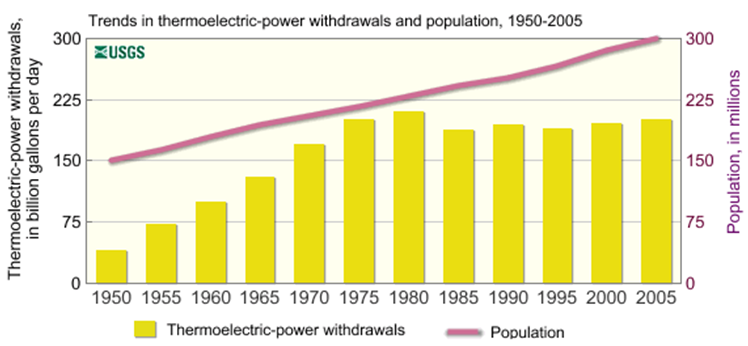 Trends in thermoelectric-power withdrawals and population, 1950-2005
Thermoelectric-power withdrawals,
in billion gallons per day
300
225
150
75
0
USGS
300
225
150
75
0
Population, in millions
1950 1955 1960 1965 1970 1975 1980 1985 1990 1995 2000 2005
Thermoelectric-power withdrawals
Population